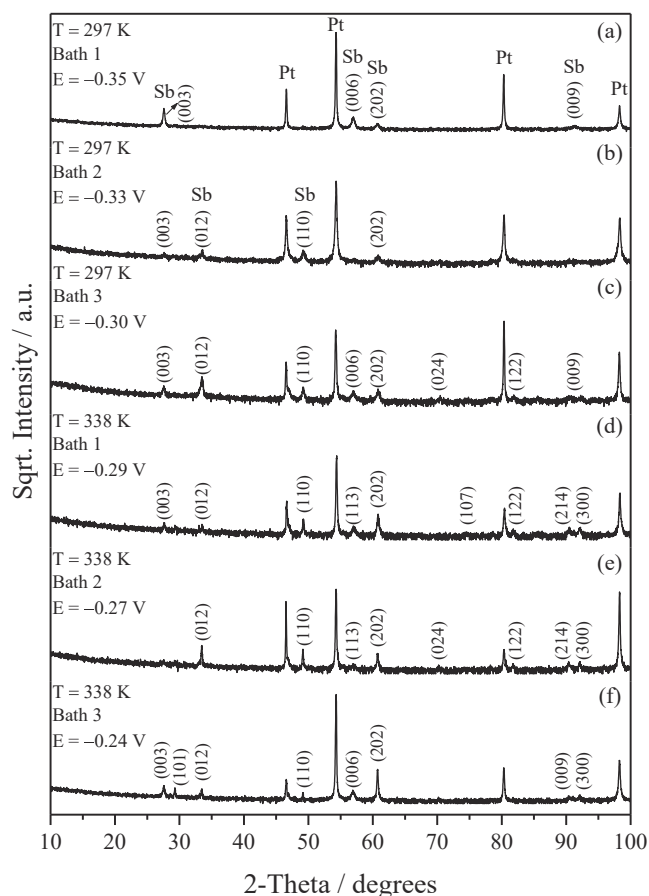 T = 297 K
Bath 1
E = –0.35 V
(a)
Sb
(003)
Pt
Pt
Sb
(006)
Sb
(202)
Pt
Sb
(009)
Pt
T = 297 K
Bath 2
E = –0.33 V
(b)
(003)
Sb
(012)
Sb
(110)
(202)
T = 297 K
Bath 3
E = –0.30 V
(c)
(003)
(012)
(110)
(006)
(202)
(024)
(122)
(009)
T = 338 K
Bath 1
E = –0.29 V
(d)
(003)
(012)
(110)
(113)
(202)
(107)
(122)
(214)
(300)
T = 338 K
Bath 2
E = –0.27 V
(e)
(012)
(110)
(113)
(202)
(024)
(122)
(214)
(300)
T = 338 K
Bath 3
E = –0.24 V
(f)
(003)
(101)
(012)
(110)
(006)
(202)
(009)
(300)
Sqrt. Intensity / a.u.
10 20 30 40 50 60 70 80 90 100
2-Theta / degrees